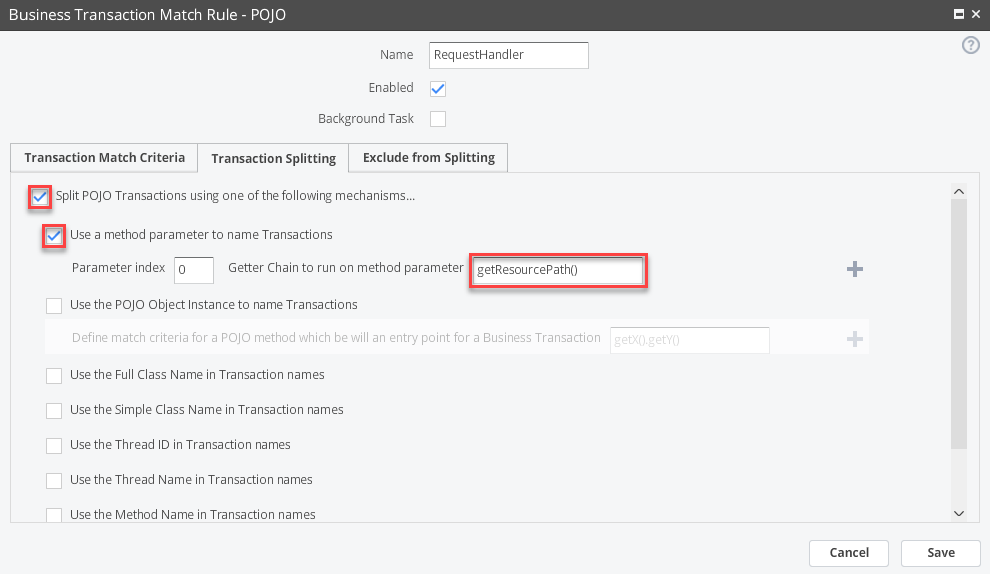 Business Transaction Match Rule - POJO
?
Name RequestHandler
Enabled
Background Task
Transaction Match Criteria Transaction Splitting Exclude from Splitting
Split POJO Transactions using one of the following mechanisms...
Use a method parameter to name Transactions
Parameter index 0 Getter Chain to run on method parameter getResourcePath()
Use the POJO Object Instance to name Transactions
Define match criteria for a POJO method which be will an entry point for a Business Transaction getX().getY()
Use the Full Class Name in Transaction names
Use the Simple Class Name in Transaction names
Use the Thread ID in Transaction names
Use the Thread Name in Transaction names
Use the Method Name in Transaction names
Cancel Save